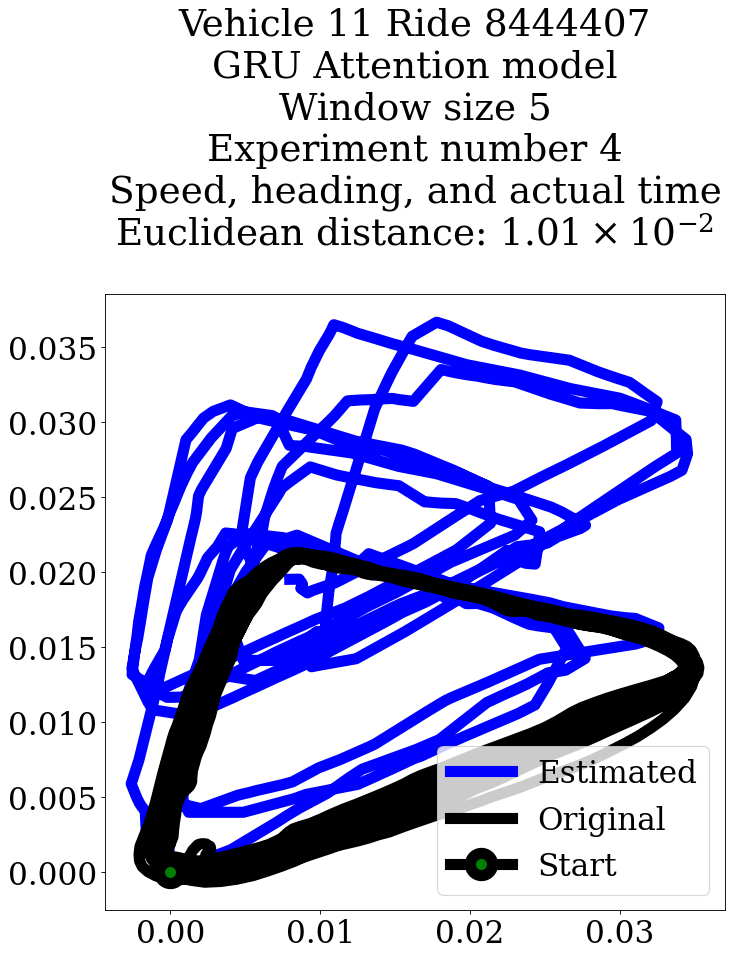 Vehicle 11 Ride 8444407
GRU Attention model
Window size 5
Experiment number 4
Speed, heading, and actual time
Euclidean distance: 1.01 × 10⁻²
0.035
0.030
0.025
0.020
0.015
0.010
0.005
0.000
Estimated
Original
Start
0.00 0.01 0.02 0.03